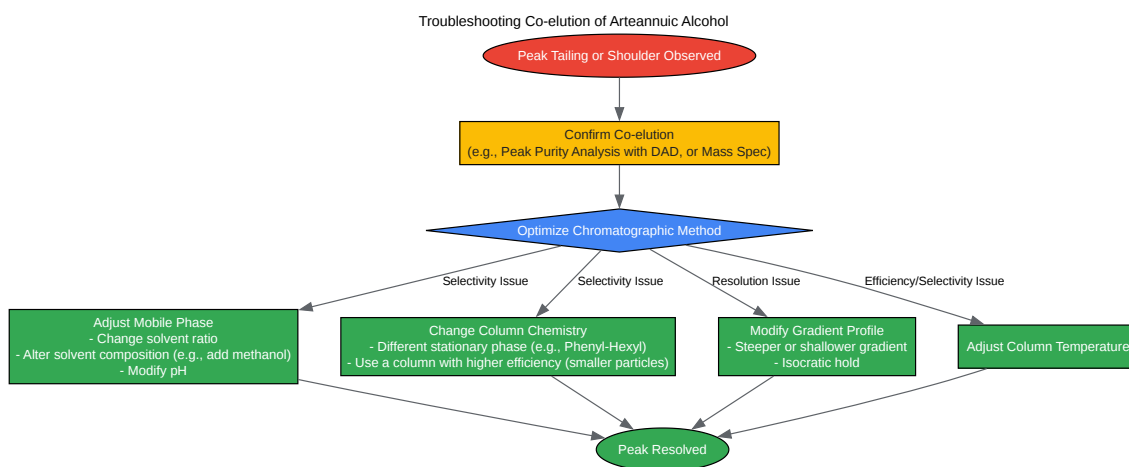 Troubleshooting Co-elution of Arteannuic Alcohol
Peak Tailing or Shoulder Observed
Confirm Co-elution
(e.g., Peak Purity Analysis with DAD, or Mass Spec)
Optimize Chromatographic Method
Selectivity Issue
Selectivity Issue
Resolution Issue
Efficiency/Selectivity Issue
Adjust Mobile Phase
- Change solvent ratio
- Alter solvent composition (e.g., add methanol)
- Modify pH
Change Column Chemistry
- Different stationary phase (e.g., Phenyl-Hexyl)
- Use a column with higher efficiency (smaller particles)
Modify Gradient Profile
- Steeper or shallower gradient
- Isocratic hold
Adjust Column Temperature
Peak Resolved